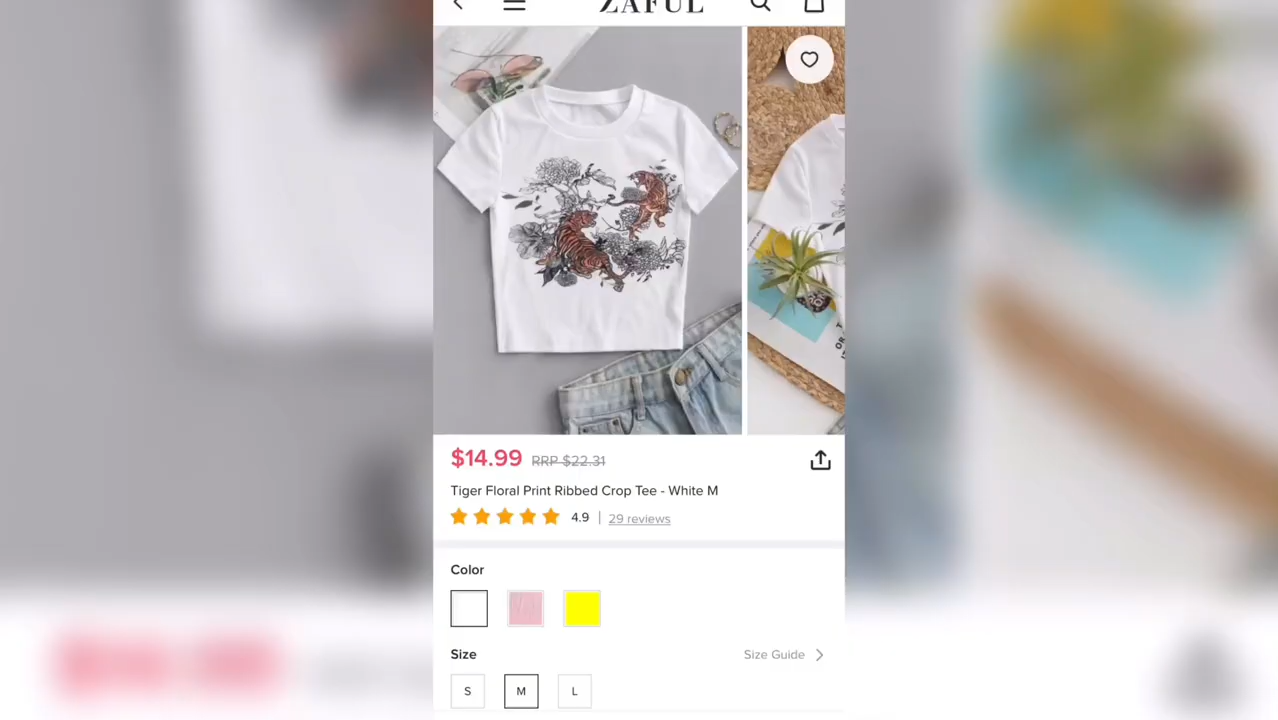 ZAFUL
$14.99 RRP $22.31
Tiger Floral Print Ribbed Crop Tee - White M
4.9 | 29 reviews
Color
Size
Size Guide
S
M
L